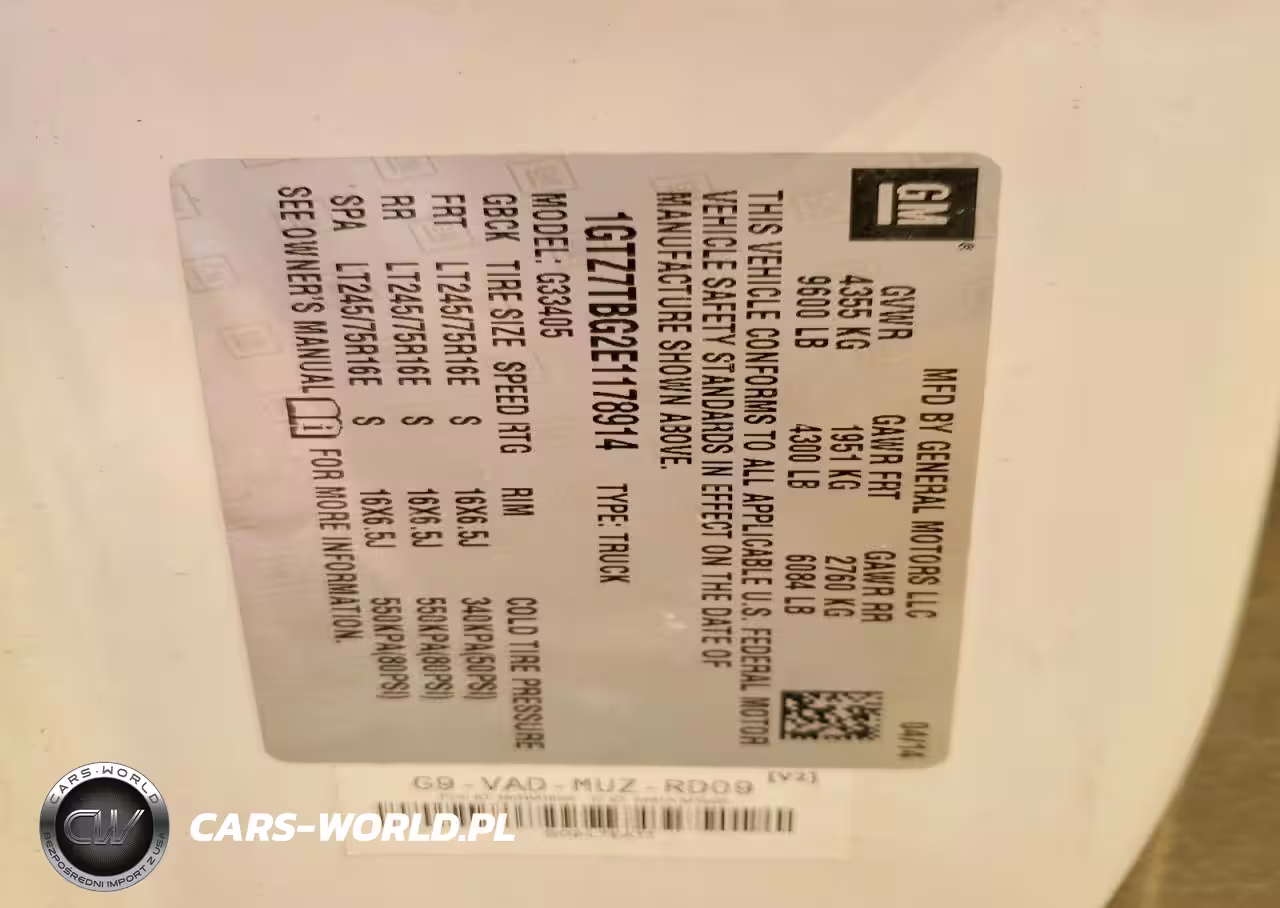 GM®
MFD BY GENERAL MOTORS LLC
04/14
GVWR GAWR FRT GAWR RR
4355 KG 1951 KG 2760 KG
9600 LB 4300 LB 6084 LB
THIS VEHICLE CONFORMS TO ALL APPLICABLE U.S. FEDERAL MOTOR
VEHICLE SAFETY STANDARDS IN EFFECT ON THE DATE OF
MANUFACTURE SHOWN ABOVE.
1GTZ7TBG2E1178914 TYPE: TRUCK
MODEL: G33405
GBCK TIRE SIZE SPEED RTG RIM COLD TIRE PRESSURE
FRT LT245/75R16E S 16X6.5J 340KPA(50PSI)
RR LT245/75R16E S 16X6.5J 550KPA(80PSI)
SPA LT245/75R16E S 16X6.5J 550KPA(80PSI)
SEE OWNER'S MANUAL FOR MORE INFORMATION.
G9-VAD-MUZ-RD09 [V2]
CARS-WORLD
CW
BEZPOŚREDNI IMPORT Z USA
CARS-WORLD.PL